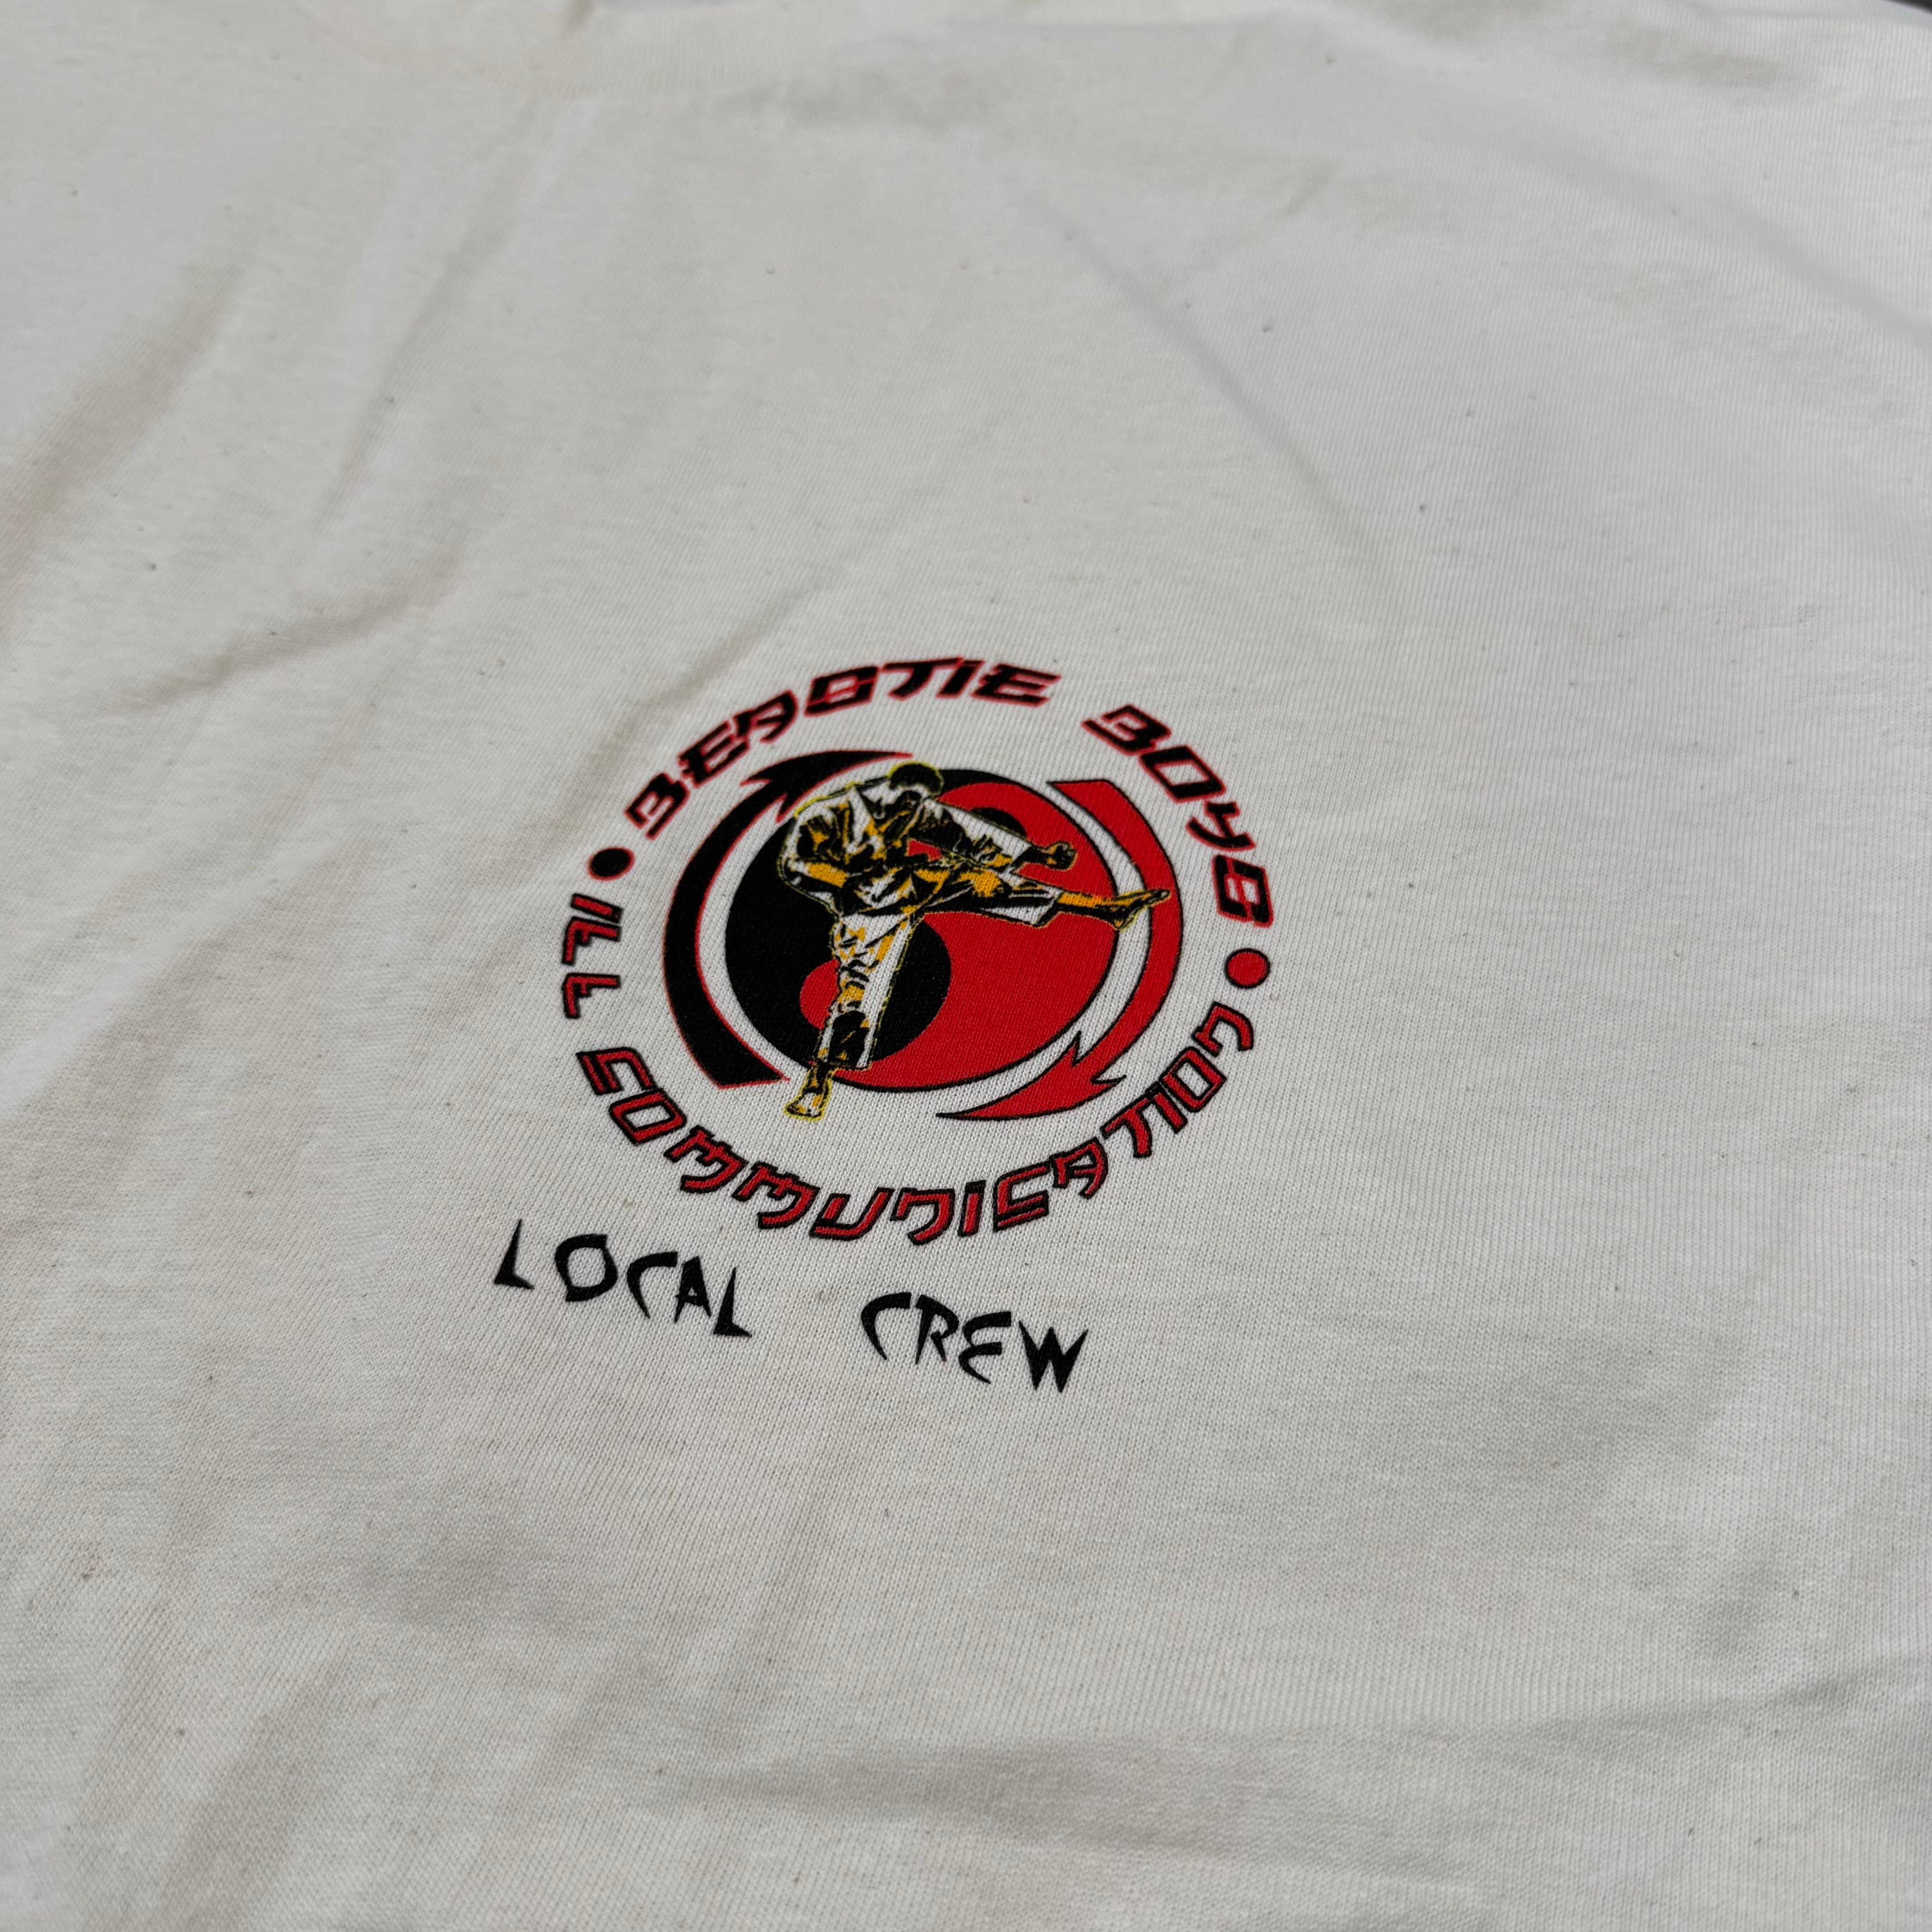 • BEASTIE BOYS •
ILL COMMUNICATION
LOCAL CREW